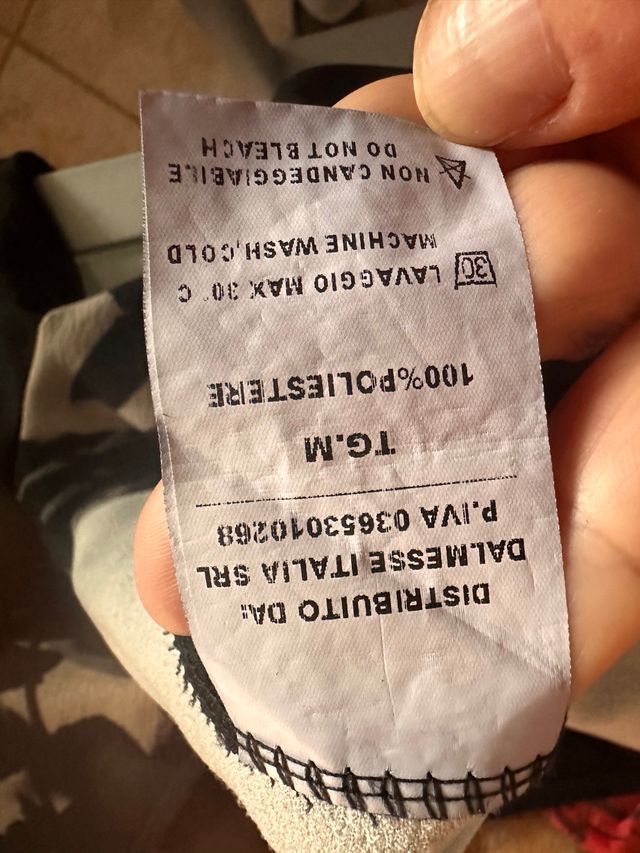 DISTRIBUITO DA:
DALMESSE ITALIA SRL
P.IVA 03653010268
TG.M
100%POLIESTERE
30 LAVAGGIO MAX 30° C
MACHINE WASH,COLD
NON CANDEGGIABILE
DO NOT BLEACH